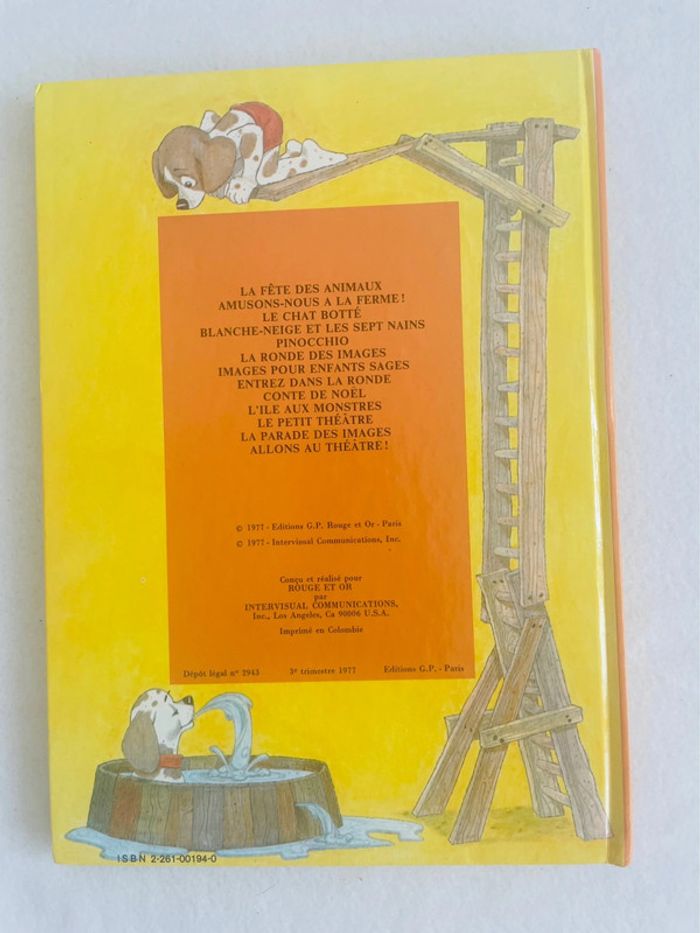 LA FÊTE DES ANIMAUX
AMUSONS-NOUS A LA FERME !
LE CHAT BOTTÉ
BLANCHE-NEIGE ET LES SEPT NAINS
PINOCCHIO
LA RONDE DES IMAGES
IMAGES POUR ENFANTS SAGES
ENTREZ DANS LA RONDE
CONTE DE NOËL
L'ILE AUX MONSTRES
LE PETIT THÉÂTRE
LA PARADE DES IMAGES
ALLONS AU THÉÂTRE !
© 1977 - Editions G.P. Rouge et Or - Paris
© 1977 - Intervisual Communications, Inc.
Conçu et réalisé pour
ROUGE ET OR
par
INTERVISUAL COMMUNICATIONS,
Inc., Los Angeles, Ca 90006 U.S.A.
Imprimé en Colombie
Dépôt légal n° 2943 3e trimestre 1977 Editions G.P. - Paris
ISBN 2-261-00194-0